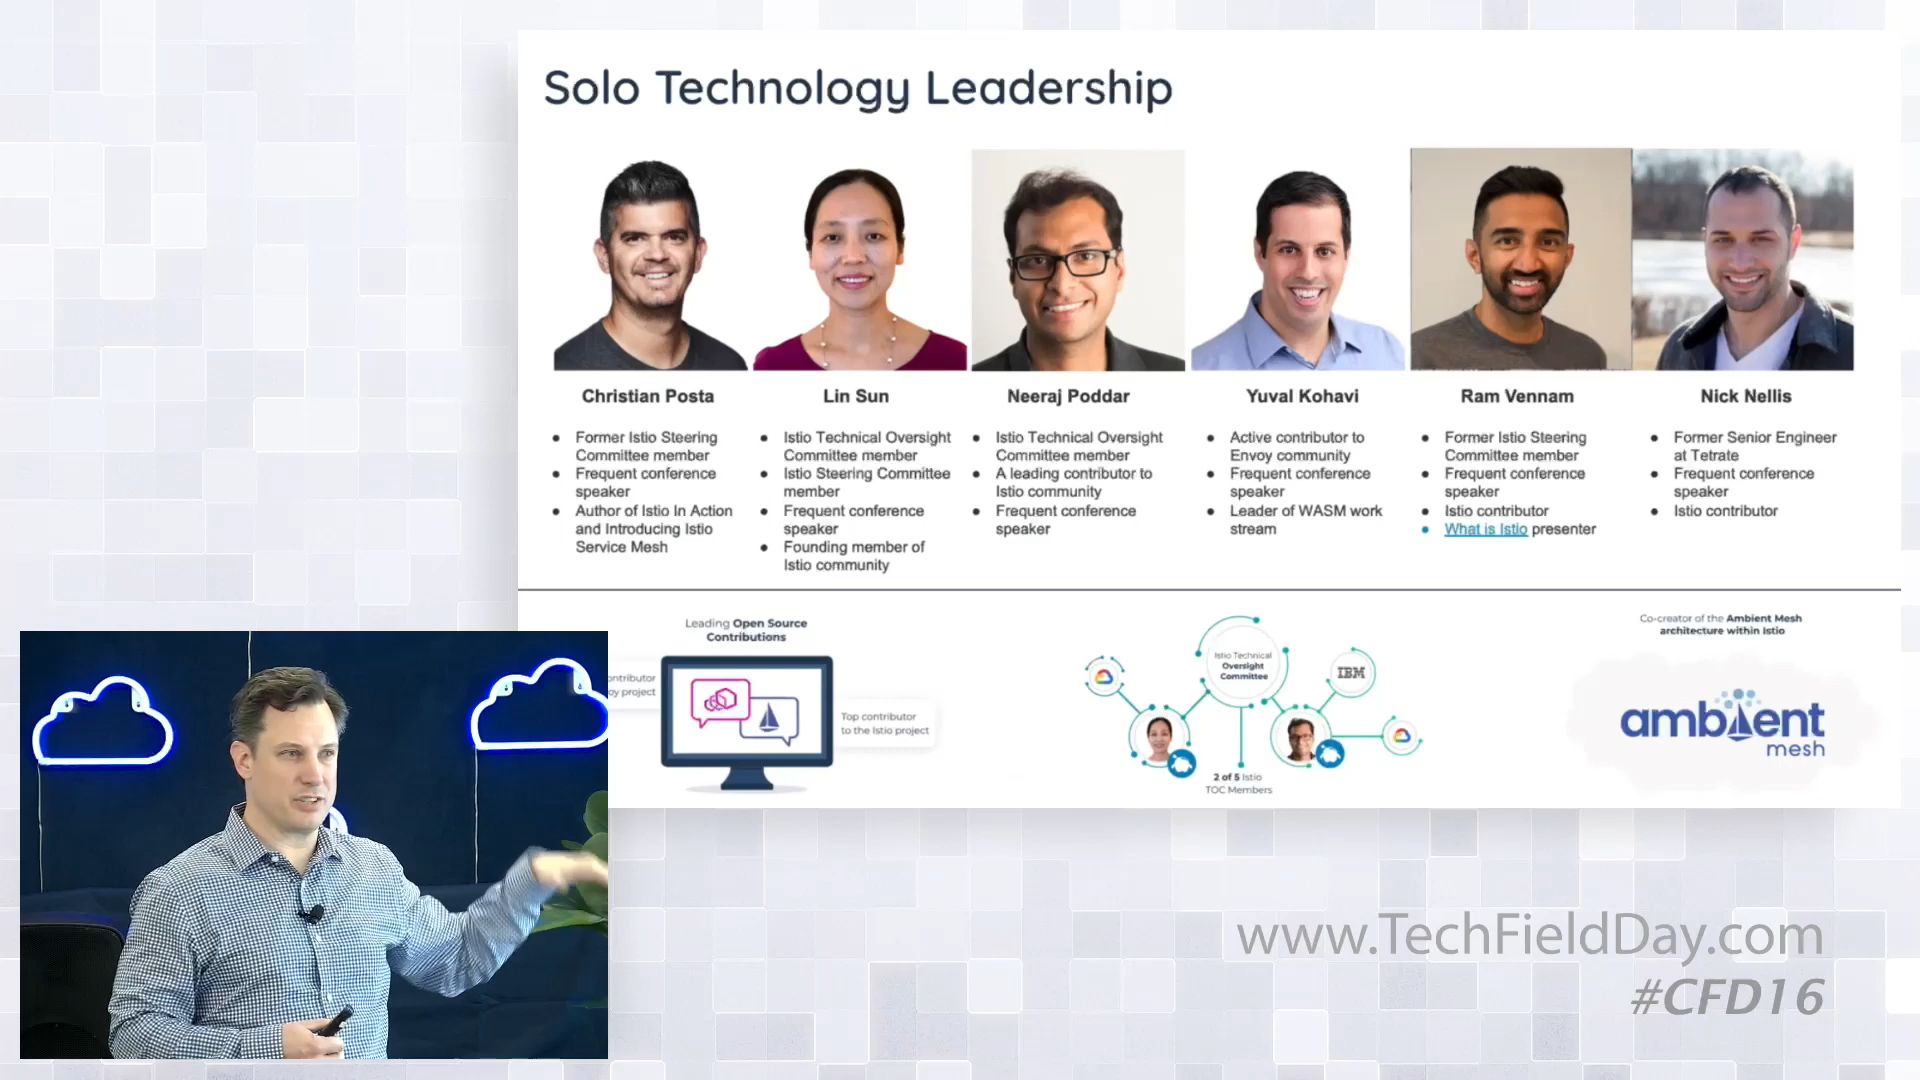 Solo Technology Leadership
Christian Posta
Former Istio Steering
Committee member
Frequent conference
speaker
Author of Istio In Action
and Introducing Istio
Service Mesh
Lin Sun
Istio Technical Oversight
Committee member
Istio Steering Committee
member
Frequent conference
speaker
Founding member of
Istio community
Neeraj Poddar
Istio Technical Oversight
Committee member
A leading contributor to
Istio community
Frequent conference
speaker
Yuval Kohavi
Active contributor to
Envoy community
Frequent conference
speaker
Leader of WASM work
stream
Ram Vennam
Former Istio Steering
Committee member
Frequent conference
speaker
Istio contributor
What is Istio presenter
Nick Nellis
Former Senior Engineer
at Tetrate
Frequent conference
speaker
Istio contributor
Leading Open Source
Contributions
project
Top contributor
to the Istio project
Istio Technical
Oversight
Committee
IBM
2 of 5 Istio
TOC Members
Co-creator of the Ambient Mesh
architecture within Istio
ambient
mesh
www.TechFieldDay.com
#CFD16